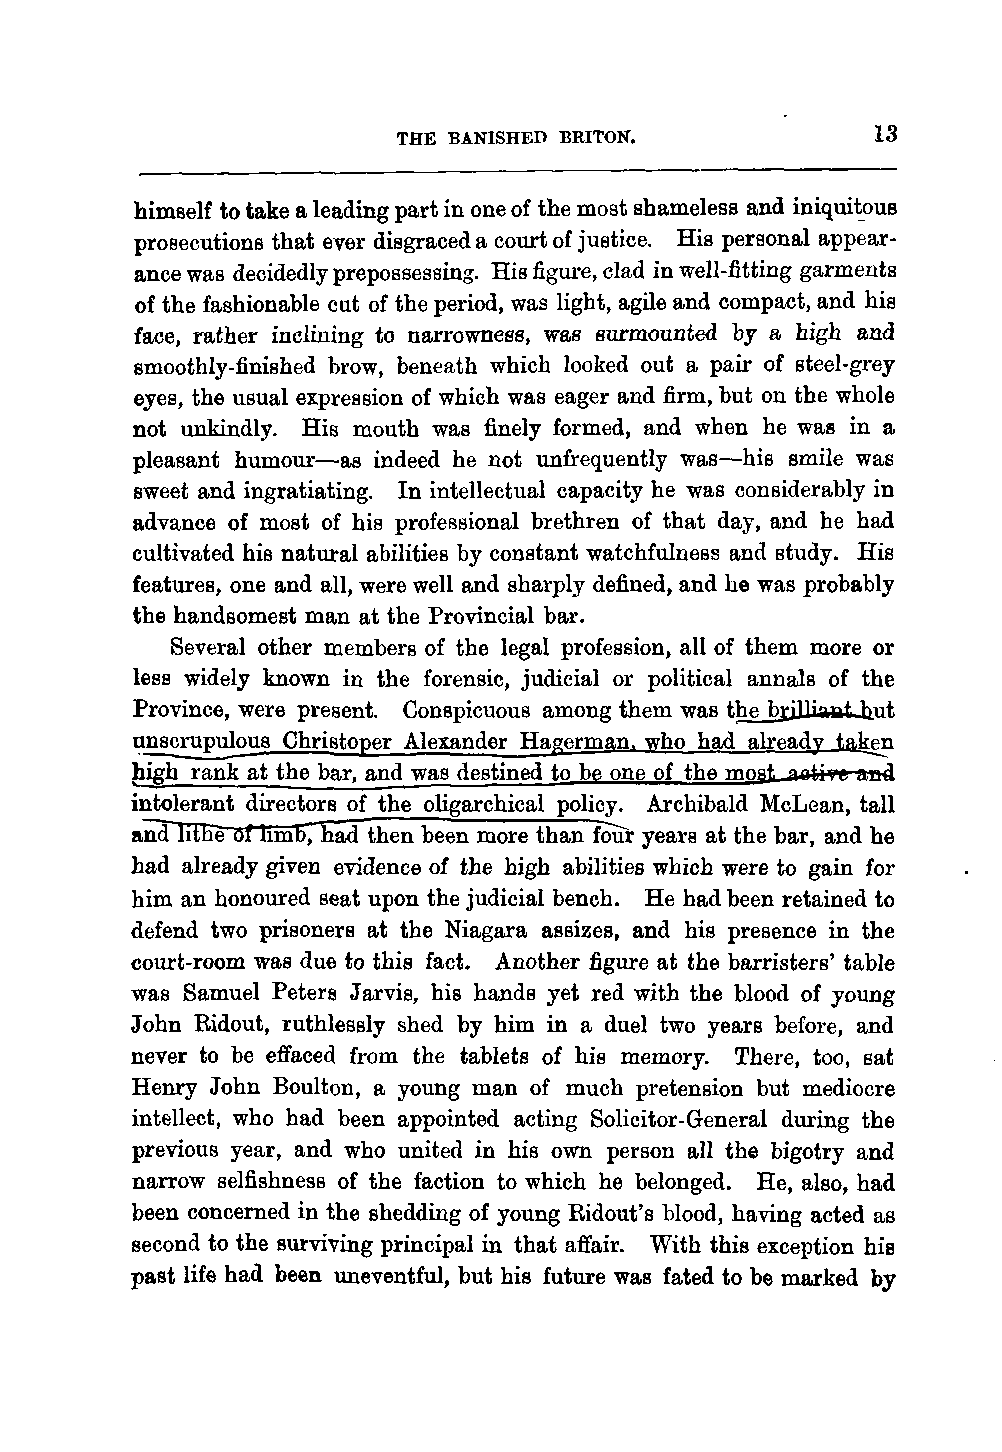 THE BANISHED BRITON. 13
himself to take a leading part in one of the most shameless and iniquitous
prosecutions that ever disgraced a court of justice. His personal appear-
ance was decidedly prepossessing. His figure, clad in well-fitting garments
of the fashionable cut of the period, was light, agile and compact, and his
face, rather inclining to narrowness, was surmounted by a high and
smoothly-finished brow, beneath which looked out a pair of steel-grey
eyes, the usual expression of which was eager and firm, but on the whole
not unkindly. His mouth was finely formed, and when he was in a
pleasant humour—as indeed he not unfrequently was—his smile was
sweet and ingratiating. In intellectual capacity he was considerably in
advance of most of his professional brethren of that day, and he had
cultivated his natural abilities by constant watchfulness and study. His
features, one and all, were well and sharply defined, and he was probably
the handsomest man at the Provincial bar.
Several other members of the legal profession, all of them more or
less widely known in the forensic, judicial or political annals of the
Province, were present. Conspicuous among them was the brilliant but
unscrupulous Christoper Alexander Hagerman, who had already taken
high rank at the bar, and was destined to be one of the most active and
intolerant directors of the oligarchical policy. Archibald McLean, tall
and lithe of limb, had then been more than four years at the bar, and he
had already given evidence of the high abilities which were to gain for
him an honoured seat upon the judicial bench. He had been retained to
defend two prisoners at the Niagara assizes, and his presence in the
court-room was due to this fact. Another figure at the barristers' table
was Samuel Peters Jarvis, his hands yet red with the blood of young
John Ridout, ruthlessly shed by him in a duel two years before, and
never to be effaced from the tablets of his memory. There, too, sat
Henry John Boulton, a young man of much pretension but mediocre
intellect, who had been appointed acting Solicitor-General during the
previous year, and who united in his own person all the bigotry and
narrow selfishness of the faction to which he belonged. He, also, had
been concerned in the shedding of young Ridout's blood, having acted as
second to the surviving principal in that affair. With this exception his
past life had been uneventful, but his future was fated to be marked by